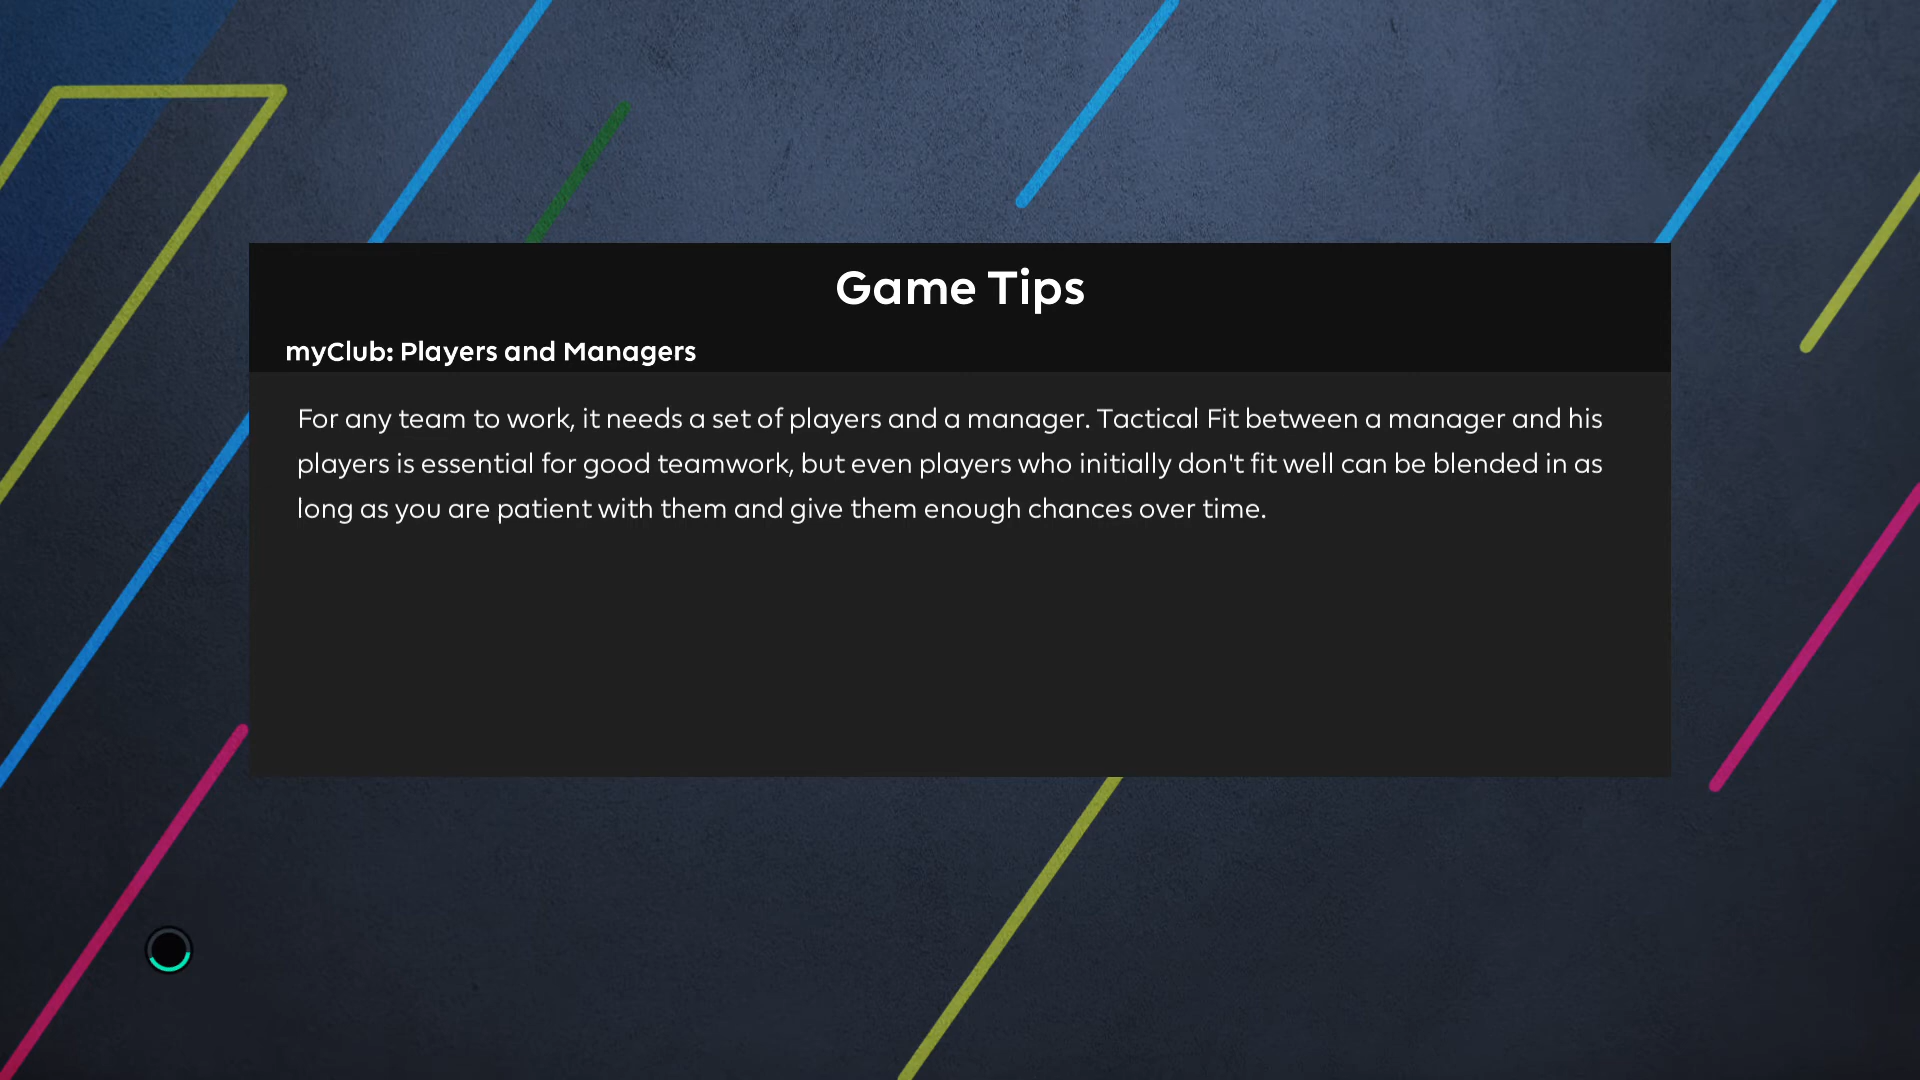 Game Tips
myClub: Players and Managers
For any team to work, it needs a set of players and a manager. Tactical Fit between a manager and his
players is essential for good teamwork, but even players who initially don't fit well can be blended in as
long as you are patient with them and give them enough chances over time.